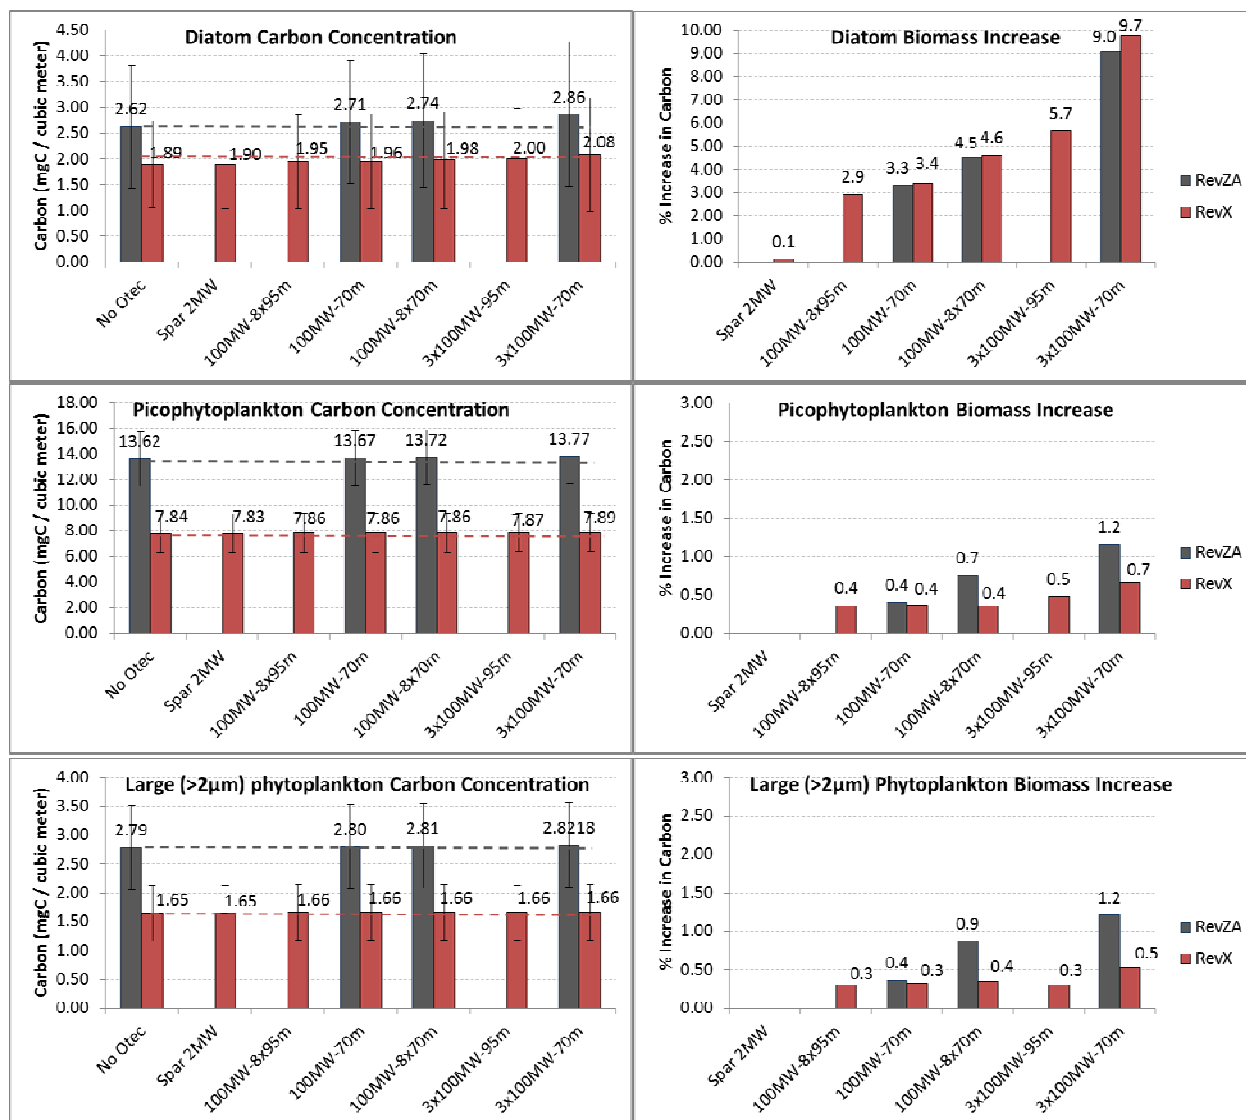 Diatom Carbon Concentration
Carbon (mgC / cubic meter)
4.50
4.00
3.50
3.00
2.50
2.00
1.50
1.00
0.50
0.00
2.62
1.89
1.90
1.95
2.71
1.96
2.74
1.98
2.00
2.86
2.08
No Otec
Spar 2MW
100MW-8x95m
100MW-70m
100MW-8x70m
3x100MW-95m
3x100MW-70m
Diatom Biomass Increase
% Increase in Carbon
10.00
9.00
8.00
7.00
6.00
5.00
4.00
3.00
2.00
1.00
0.00
0.1
2.9
3.3
3.4
4.5
4.6
5.7
9.0
9.7
Spar 2MW
100MW-8x95m
100MW-70m
100MW-8x70m
3x100MW-95m
3x100MW-70m
RevZA
RevX
Picophytoplankton Carbon Concentration
Carbon (mgC / cubic meter)
18.00
16.00
14.00
12.00
10.00
8.00
6.00
4.00
2.00
0.00
13.62
7.84
7.83
7.86
13.67
7.86
13.72
7.86
7.87
13.77
7.89
No Otec
Spar 2MW
100MW-8x95m
100MW-70m
100MW-8x70m
3x100MW-95m
3x100MW-70m
Picophytoplankton Biomass Increase
% Increase in Carbon
3.00
2.50
2.00
1.50
1.00
0.50
0.00
0.4
0.4
0.4
0.7
0.4
0.5
1.2
0.7
Spar 2MW
100MW-8x95m
100MW-70m
100MW-8x70m
3x100MW-95m
3x100MW-70m
RevZA
RevX
Large (>2µm) phytoplankton Carbon Concentration
Carbon (mgC / cubic meter)
4.00
3.50
3.00
2.50
2.00
1.50
1.00
0.50
0.00
2.79
1.65
1.65
1.66
2.80
1.66
2.81
1.66
1.66
2.8218
1.66
No Otec
Spar 2MW
100MW-8x95m
100MW-70m
100MW-8x70m
3x100MW-95m
3x100MW-70m
Large (>2µm) Phytoplankton Biomass Increase
% Increase in Carbon
3.00
2.50
2.00
1.50
1.00
0.50
0.00
0.3
0.4
0.3
0.9
0.4
0.3
1.2
0.5
Spar 2MW
100MW-8x95m
100MW-70m
100MW-8x70m
3x100MW-95m
3x100MW-70m
RevZA
RevX